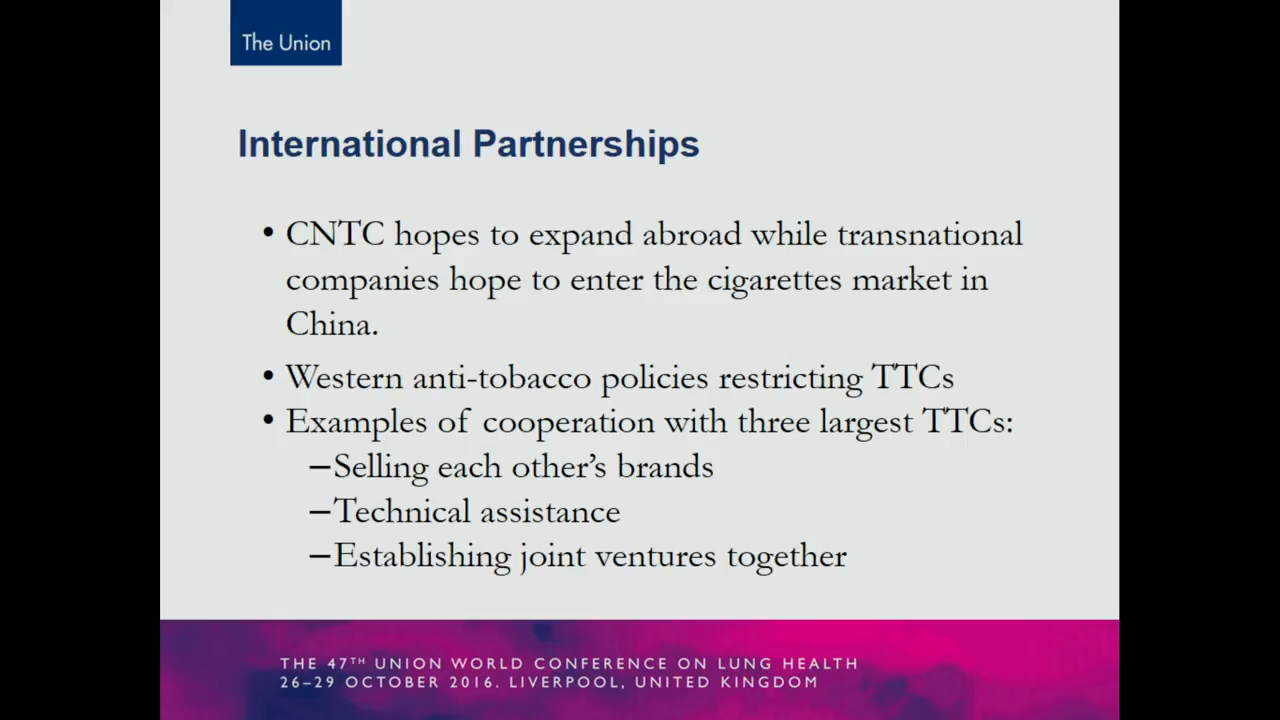 The Union
International Partnerships
• CNTC hopes to expand abroad while transnational
companies hope to enter the cigarettes market in
China.
• Western anti-tobacco policies restricting TTCs
• Examples of cooperation with three largest TTCs:
–Selling each other’s brands
–Technical assistance
–Establishing joint ventures together
THE 47TH UNION WORLD CONFERENCE ON LUNG HEALTH
26–29 OCTOBER 2016. LIVERPOOL, UNITED KINGDOM